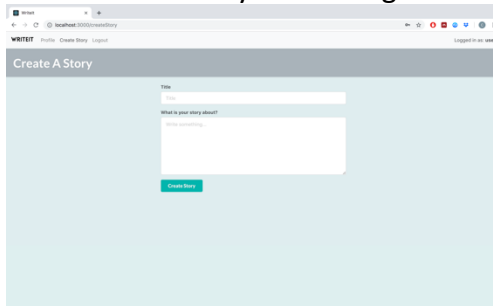 Writeit
localhost:3000/createStory
WRITEIT Profile Create Story Logout
Logged in as: use
Create A Story
Title
Title
What is your story about?
Write something...
Create Story